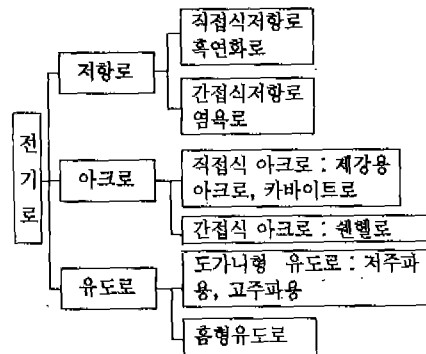 전기로
저항로
직접식저항로
흑연화로
간접식저항로
염욕로
아크로
직접식 아크로 : 제강용
아크로, 카바이트로
간접식 아크로 : 쉔헬로
유도로
도가니형 유도로 : 저주파
용, 고주파용
홈형유도로